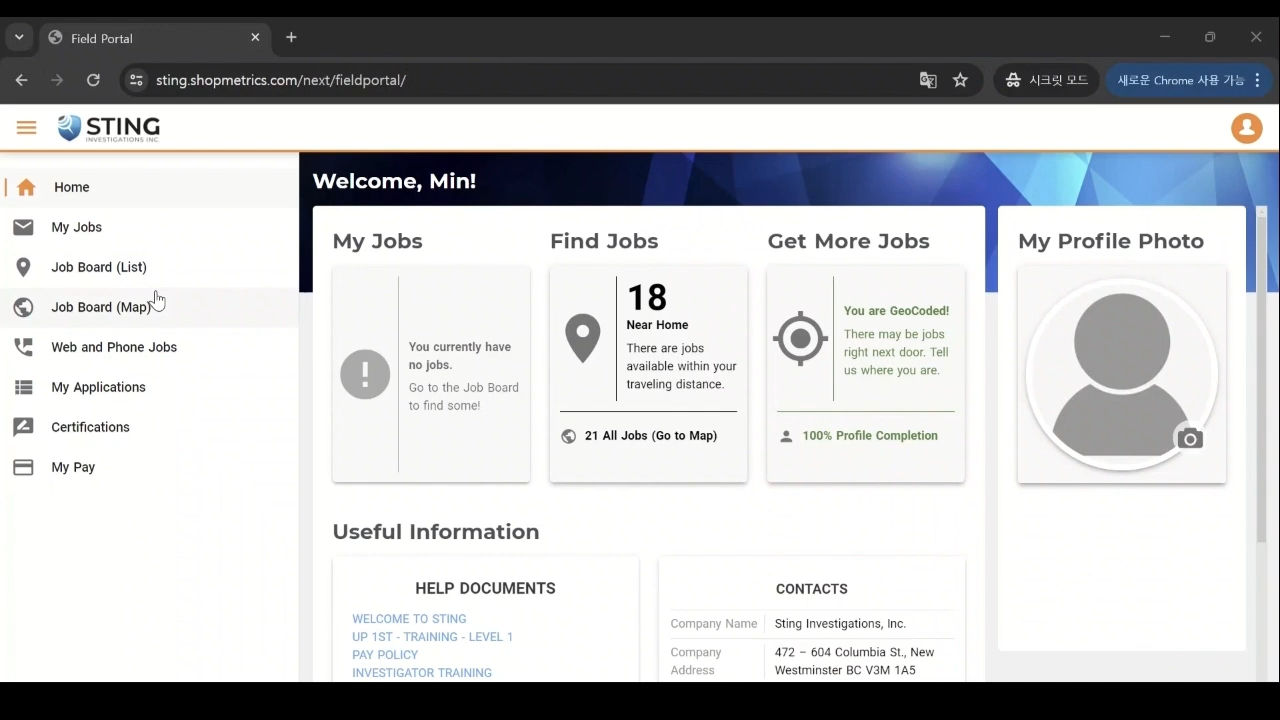 Field Portal
sting.shopmetrics.com/next/fieldportal/
시크릿 모드
새로운 Chrome 사용 가능
STING
INVESTIGATIONS INC.
Home
My Jobs
Job Board (List)
Job Board (Map)
Web and Phone Jobs
My Applications
Certifications
My Pay
Welcome, Min!
My Jobs
You currently have
no jobs.
Go to the Job Board
to find some!
Find Jobs
18
Near Home
There are jobs
available within your
traveling distance.
21 All Jobs (Go to Map)
Get More Jobs
You are GeoCoded!
There may be jobs
right next door. Tell
us where you are.
100% Profile Completion
My Profile Photo
Useful Information
HELP DOCUMENTS
WELCOME TO STING
UP 1ST - TRAINING - LEVEL 1
PAY POLICY
INVESTIGATOR TRAINING
CONTACTS
Company Name Sting Investigations, Inc.
Company 472 – 604 Columbia St., New
Address Westminster BC V3M 1A5